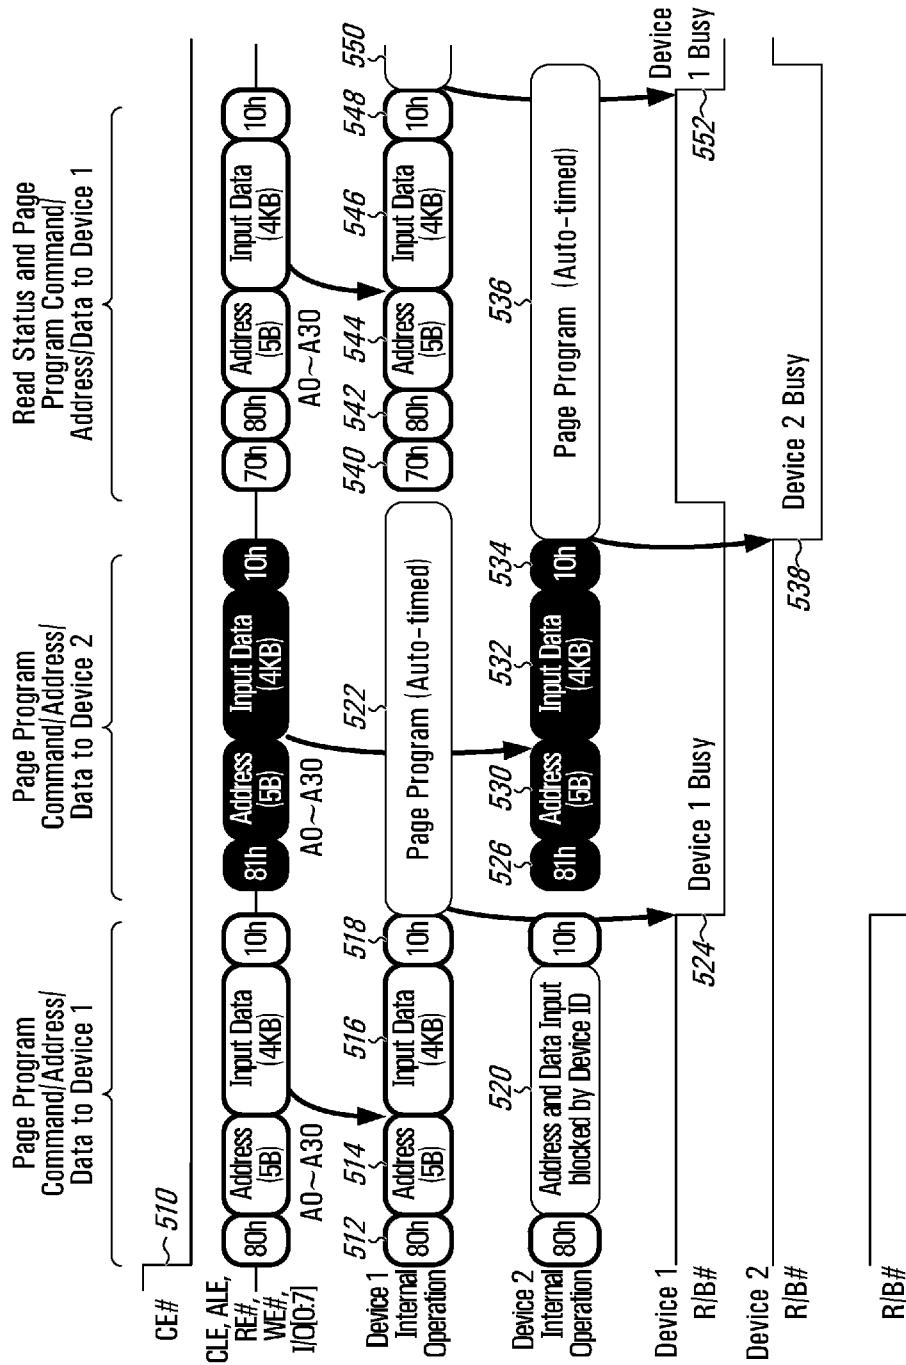 Page Program
Command/Address/
Data to Device 1
Page Program
Command/Address/
Data to Device 2
Read Status and Page
Program Command/
Address/Data to Device 1
CE#
510
CLE, ALE,
RE#,
WE#,
I/O[0:7]
80h
Address
(5B)
Input Data
(4KB)
10h
81h
Address
(5B)
Input Data
(4KB)
10h
70h
80h
Address
(5B)
Input Data
(4KB)
10h
A0~A30
A0~A30
A0~A30
512
514
516
518
522
540
542
544
546
548
550
Device 1
Internal
Operation
80h
Address
(5B)
Input Data
(4KB)
10h
Page Program (Auto-timed)
70h
80h
Address
(5B)
Input Data
(4KB)
10h
520
526
530
532
534
536
Device 2
Internal
Operation
80h
Address and Data Input
blocked by Device ID
10h
81h
Address
(5B)
Input Data
(4KB)
10h
Page Program (Auto-timed)
Device 1
R/B#
524
Device 1 Busy
552
Device
1 Busy
Device 2
R/B#
538
Device 2 Busy
R/B#